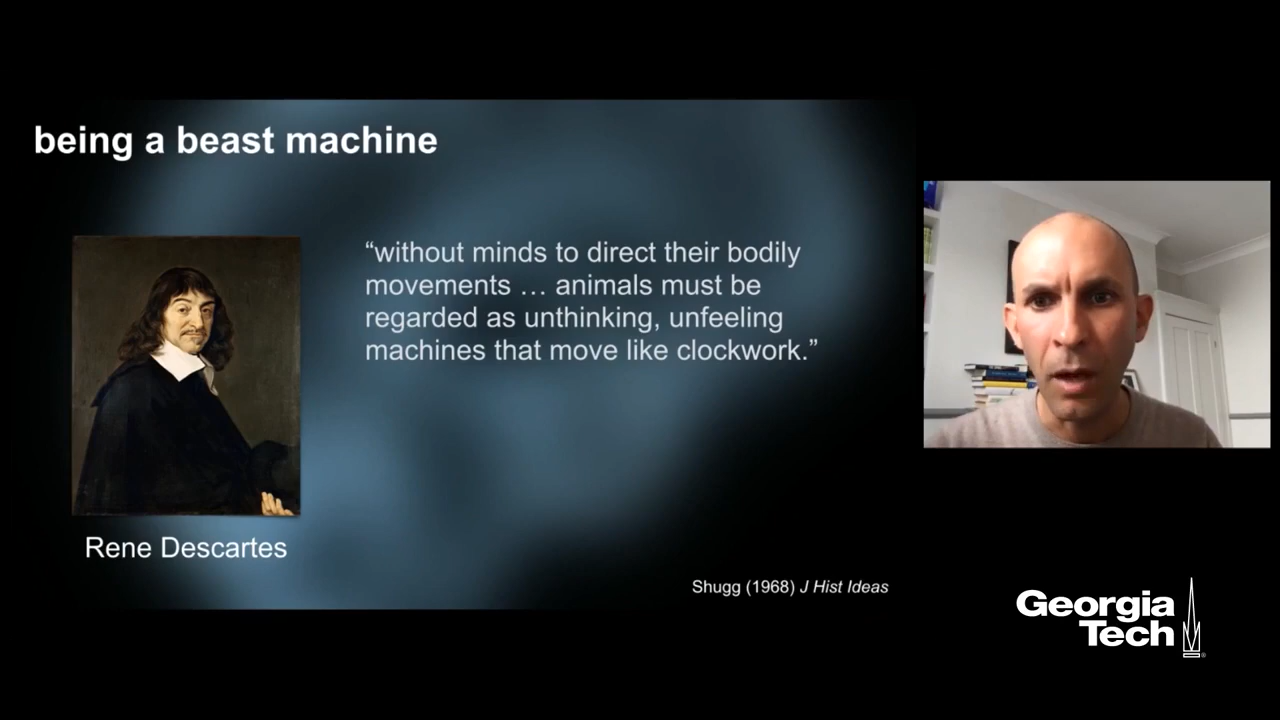 being a beast machine
“without minds to direct their bodily
movements … animals must be
regarded as unthinking, unfeeling
machines that move like clockwork.”
Rene Descartes
Shugg (1968) J Hist Ideas
Georgia
Tech